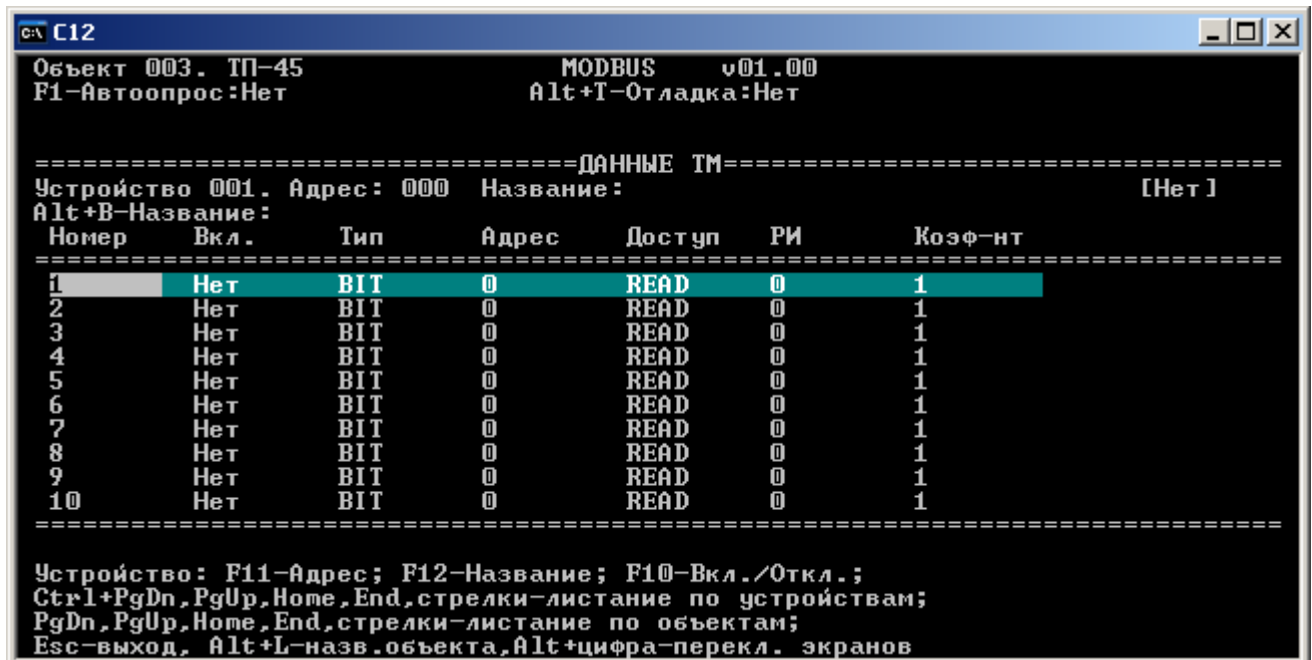 C12
Объект 003. ТП-45 MODBUS v01.00
F1-Автоопрос:Нет Alt+T-Отладка:Нет
==================================ДАННЫЕ ТМ===================================
Устройство 001. Адрес: 000 Название: [Нет]
Alt+B-Название:
Номер Вкл. Тип Адрес Доступ РИ Коэф-нт
==============================================================================
1 Нет BIT 0 READ 0 1
2 Нет BIT 0 READ 0 1
3 Нет BIT 0 READ 0 1
4 Нет BIT 0 READ 0 1
5 Нет BIT 0 READ 0 1
6 Нет BIT 0 READ 0 1
7 Нет BIT 0 READ 0 1
8 Нет BIT 0 READ 0 1
9 Нет BIT 0 READ 0 1
10 Нет BIT 0 READ 0 1
==============================================================================
Устройство: F11-Адрес; F12-Название; F10-Вкл./Откл.;
Ctrl+PgDn,PgUp,Home,End,стрелки-листание по устройствам;
PgDn,PgUp,Home,End,стрелки-листание по объектам;
Esc-выход, Alt+L-назв.объекта,Alt+цифра-перекл. экранов